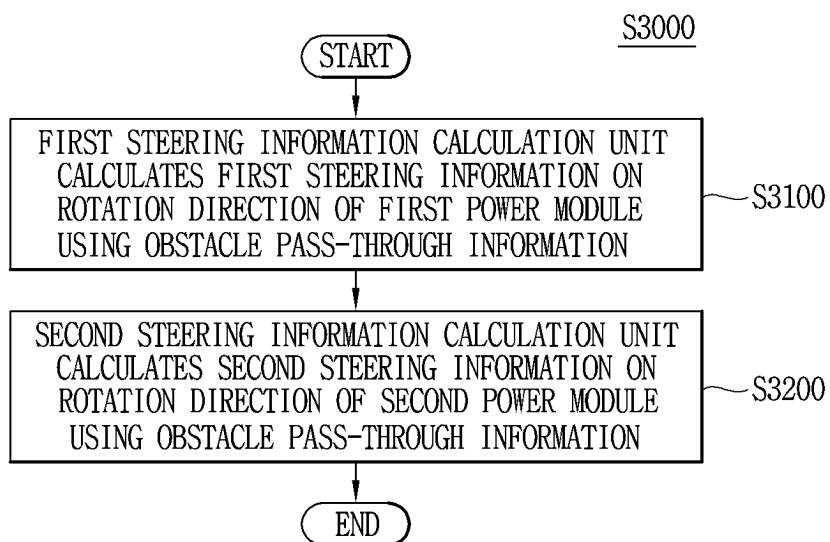 S3000
START
FIRST STEERING INFORMATION CALCULATION UNIT
CALCULATES FIRST STEERING INFORMATION ON
ROTATION DIRECTION OF FIRST POWER MODULE
USING OBSTACLE PASS-THROUGH INFORMATION
S3100
SECOND STEERING INFORMATION CALCULATION UNIT
CALCULATES SECOND STEERING INFORMATION ON
ROTATION DIRECTION OF SECOND POWER MODULE
USING OBSTACLE PASS-THROUGH INFORMATION
S3200
END